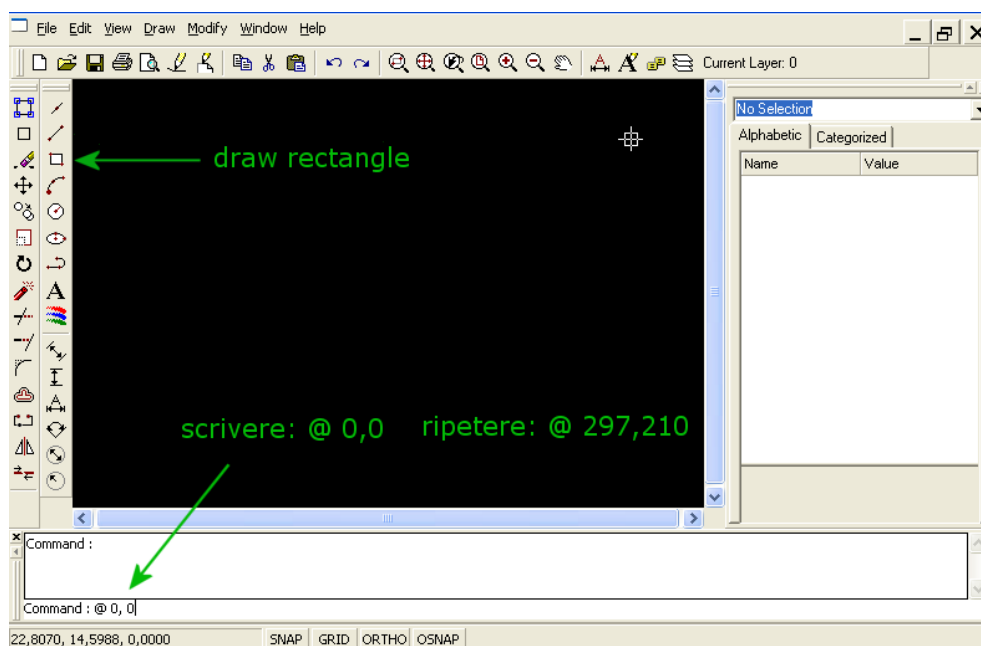 File Edit View Draw Modify Window Help
Current Layer: 0
No Selection
Alphabetic Categorized
Name Value
draw rectangle
scrivere: @ 0,0 ripetere: @ 297,210
Command :
Command : @ 0, 0
22,8070, 14,5988, 0,0000 SNAP GRID ORTHO OSNAP